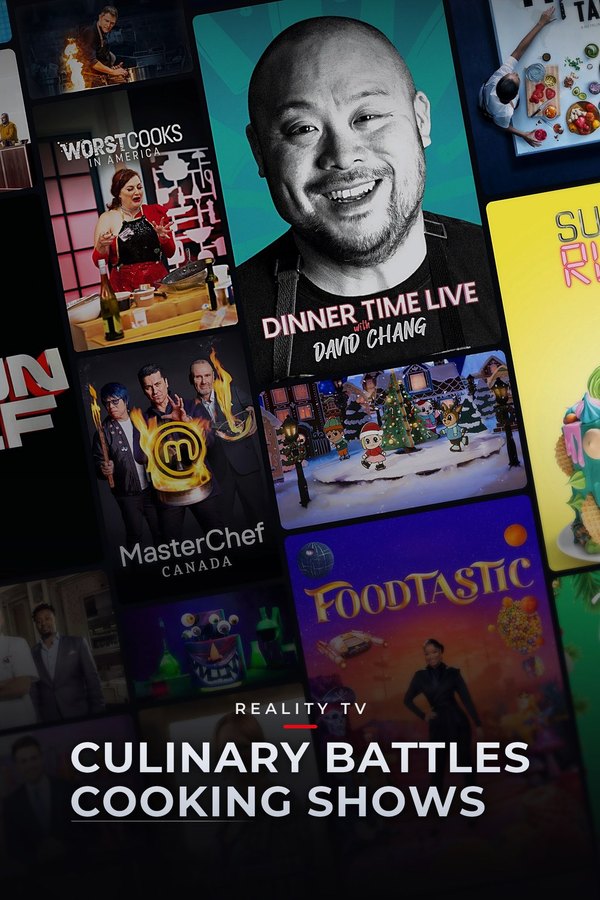 WORST COOKS
IN AMERICA
DINNER TIME LIVE
with
DAVID CHANG
MasterChef
CANADA
FOODTASTIC
REALITY TV
CULINARY BATTLES
COOKING SHOWS